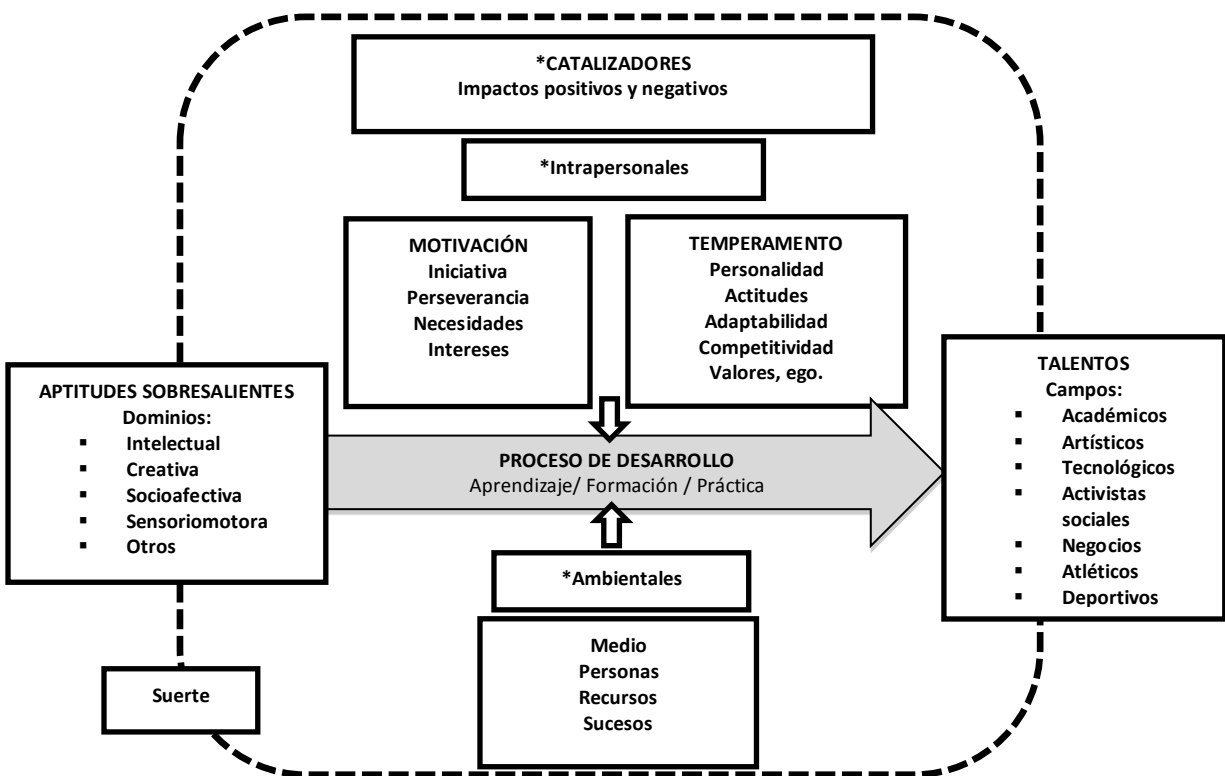 *CATALIZADORES
Impactos positivos y negativos
*Intrapersonales
MOTIVACIÓN
Iniciativa
Perseverancia
Necesidades
Intereses
TEMPERAMENTO
Personalidad
Actitudes
Adaptabilidad
Competitividad
Valores, ego.
APTITUDES SOBRESALIENTES
Dominios:
▪ Intelectual
▪ Creativa
▪ Socioafectiva
▪ Sensoriomotora
▪ Otros
PROCESO DE DESARROLLO
Aprendizaje/ Formación / Práctica
TALENTOS
Campos:
▪ Académicos
▪ Artísticos
▪ Tecnológicos
▪ Activistas
sociales
▪ Negocios
▪ Atléticos
▪ Deportivos
*Ambientales
Medio
Personas
Recursos
Sucesos
Suerte